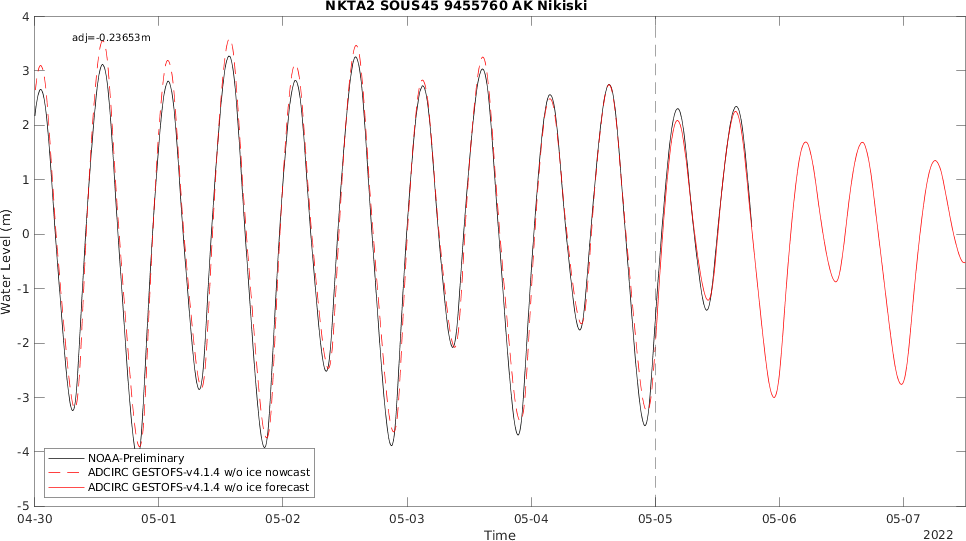 NKTA2 SOUS45 9455760 AK Nikiski
adj=-0.23653m
4
3
2
1
0
-1
-2
-3
-4
-5
Water Level (m)
NOAA-Preliminary
ADCIRC GESTOFS-v4.1.4 w/o ice nowcast
ADCIRC GESTOFS-v4.1.4 w/o ice forecast
04-30 05-01 05-02 05-03 05-04 05-05 05-06 05-07
Time
2022